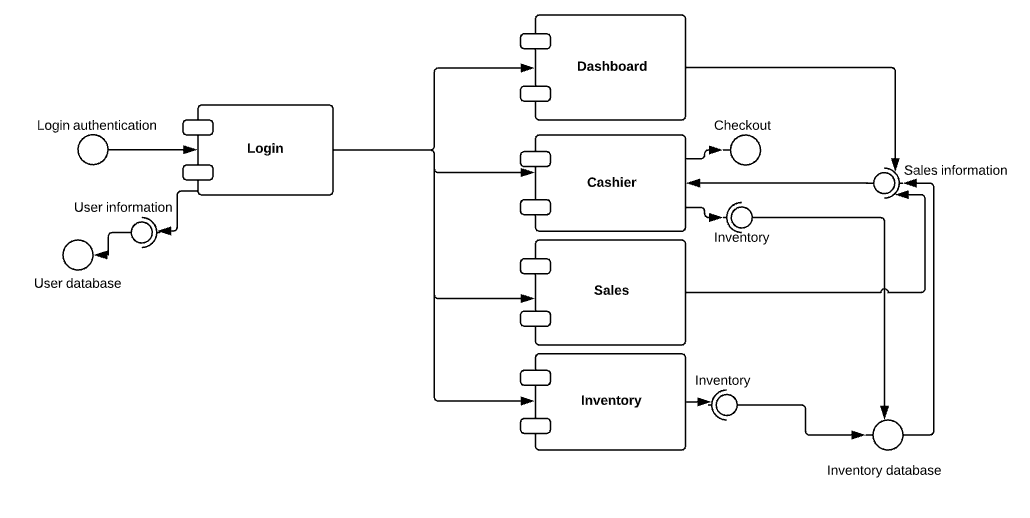 Dashboard
Login authentication
Checkout
Login
Sales information
Cashier
User information
Inventory
User database
Sales
Inventory
Inventory
Inventory database